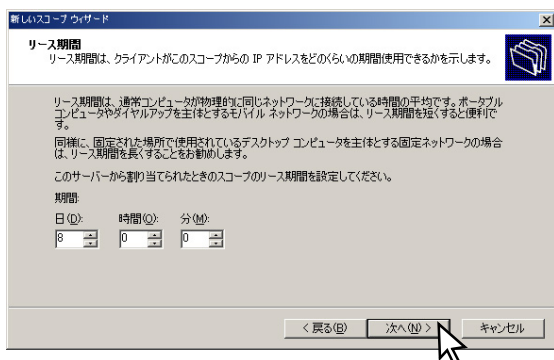 新しいスコープ ウィザード
リース期間
リース期間は、クライアントがこのスコープからの IP アドレスをどのくらいの期間使用できるかを示します。
リース期間は、通常コンピュータが物理的に同じネットワークに接続している時間の平均です。ポータブル
コンピュータやダイヤルアップを主体とするモバイル ネットワークの場合は、リース期間を短くすると便利で
す。
同様に、固定された場所で使用されているデスクトップ コンピュータを主体とする固定ネットワークの場合
は、リース期間を長くすることをお勧めします。
このサーバーから割り当てられたときのスコープのリース期間を設定してください。
期間:
日(D): 時間(O): 分(M):
8 0 0
< 戻る(B) 次へ(N) > キャンセル